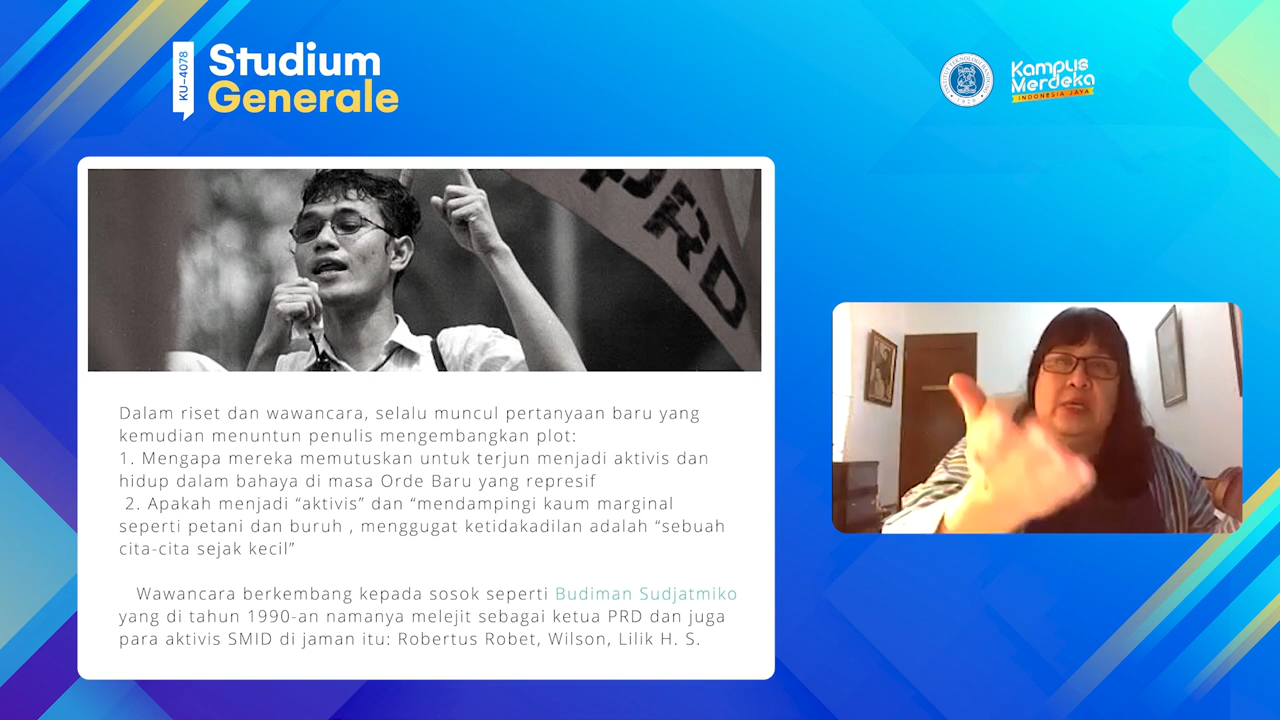 KU-4078
Studium
Generale
INSTITUT TEKNOLOGI BANDUNG
1920
Kampus
Merdeka
INDONESIA JAYA
PRD
Dalam riset dan wawancara, selalu muncul pertanyaan baru yang
kemudian menuntun penulis mengembangkan plot:
1. Mengapa mereka memutuskan untuk terjun menjadi aktivis dan
hidup dalam bahaya di masa Orde Baru yang represif
2. Apakah menjadi “aktivis” dan “mendampingi kaum marginal
seperti petani dan buruh , menggugat ketidakadilan adalah “sebuah
cita-cita sejak kecil”
Wawancara berkembang kepada sosok seperti Budiman Sudjatmiko
yang di tahun 1990-an namanya melejit sebagai ketua PRD dan juga
para aktivis SMID di jaman itu: Robertus Robet, Wilson, Lilik H. S.